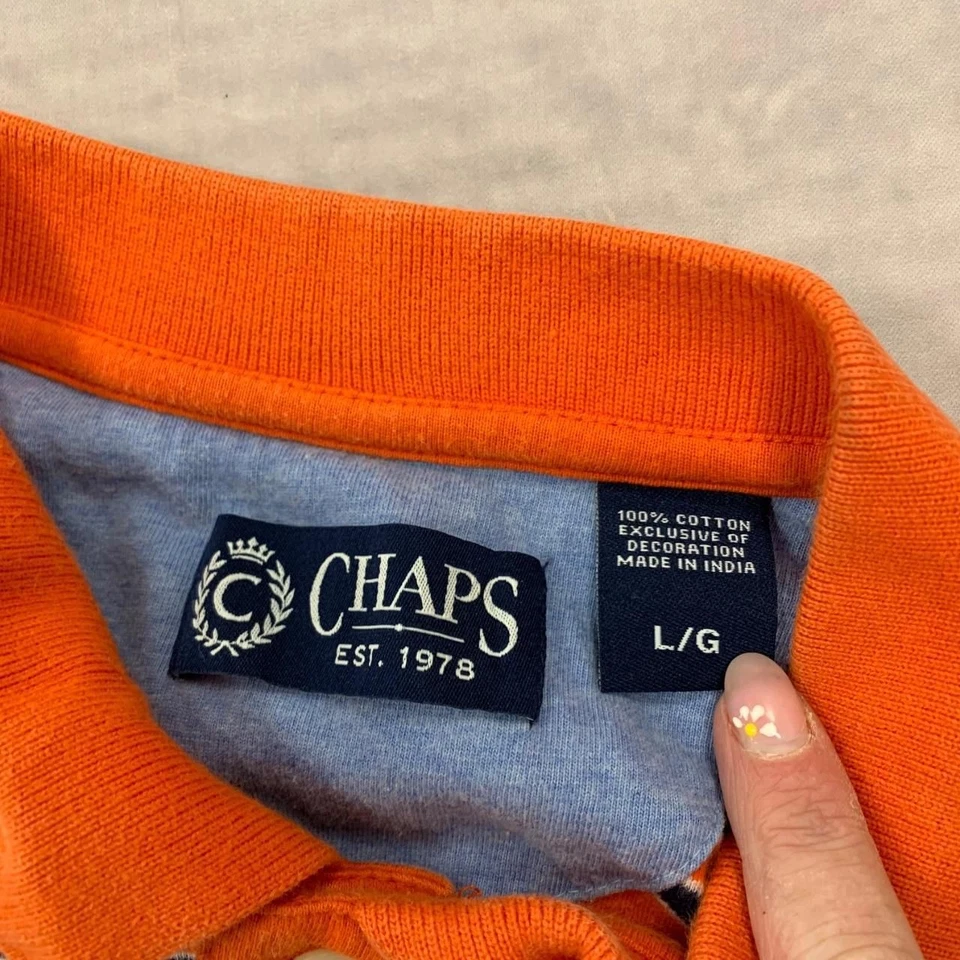 C
CHAPS
EST. 1978
100% COTTON
EXCLUSIVE OF
DECORATION
MADE IN INDIA
L/G